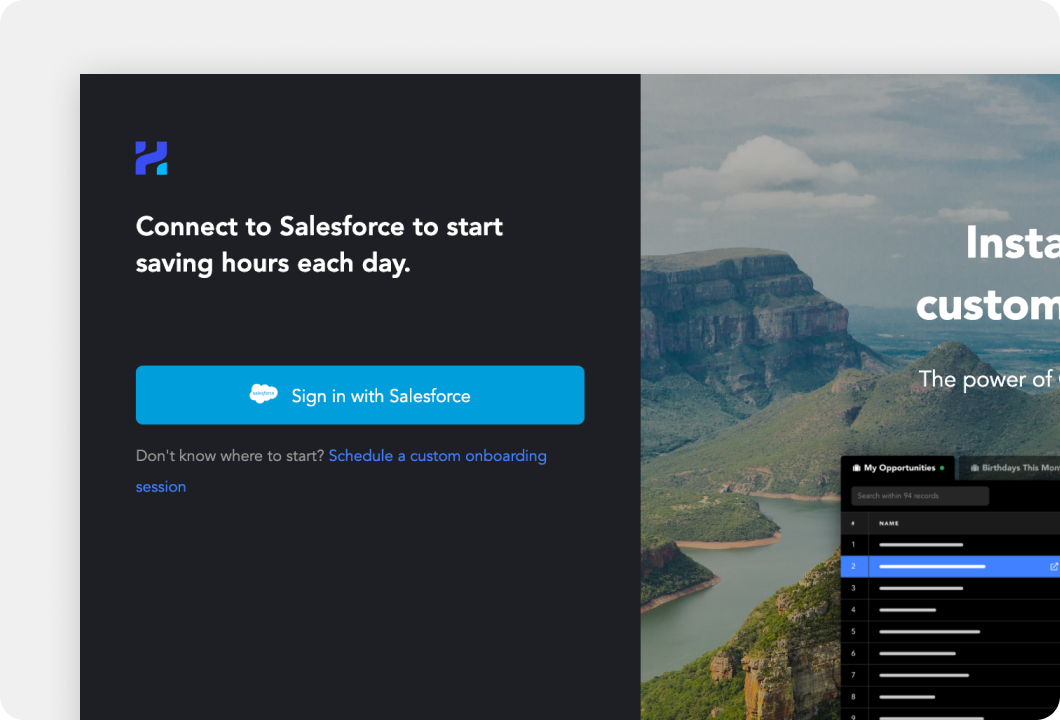 Connect to Salesforce to start
saving hours each day.
salesforce
Sign in with Salesforce
Don't know where to start? Schedule a custom onboarding
session
Insta
custom
The power of
My Opportunities
Birthdays This Mon
Search within 94 records
# NAME
1
2
3
4
5
6
7
8
9